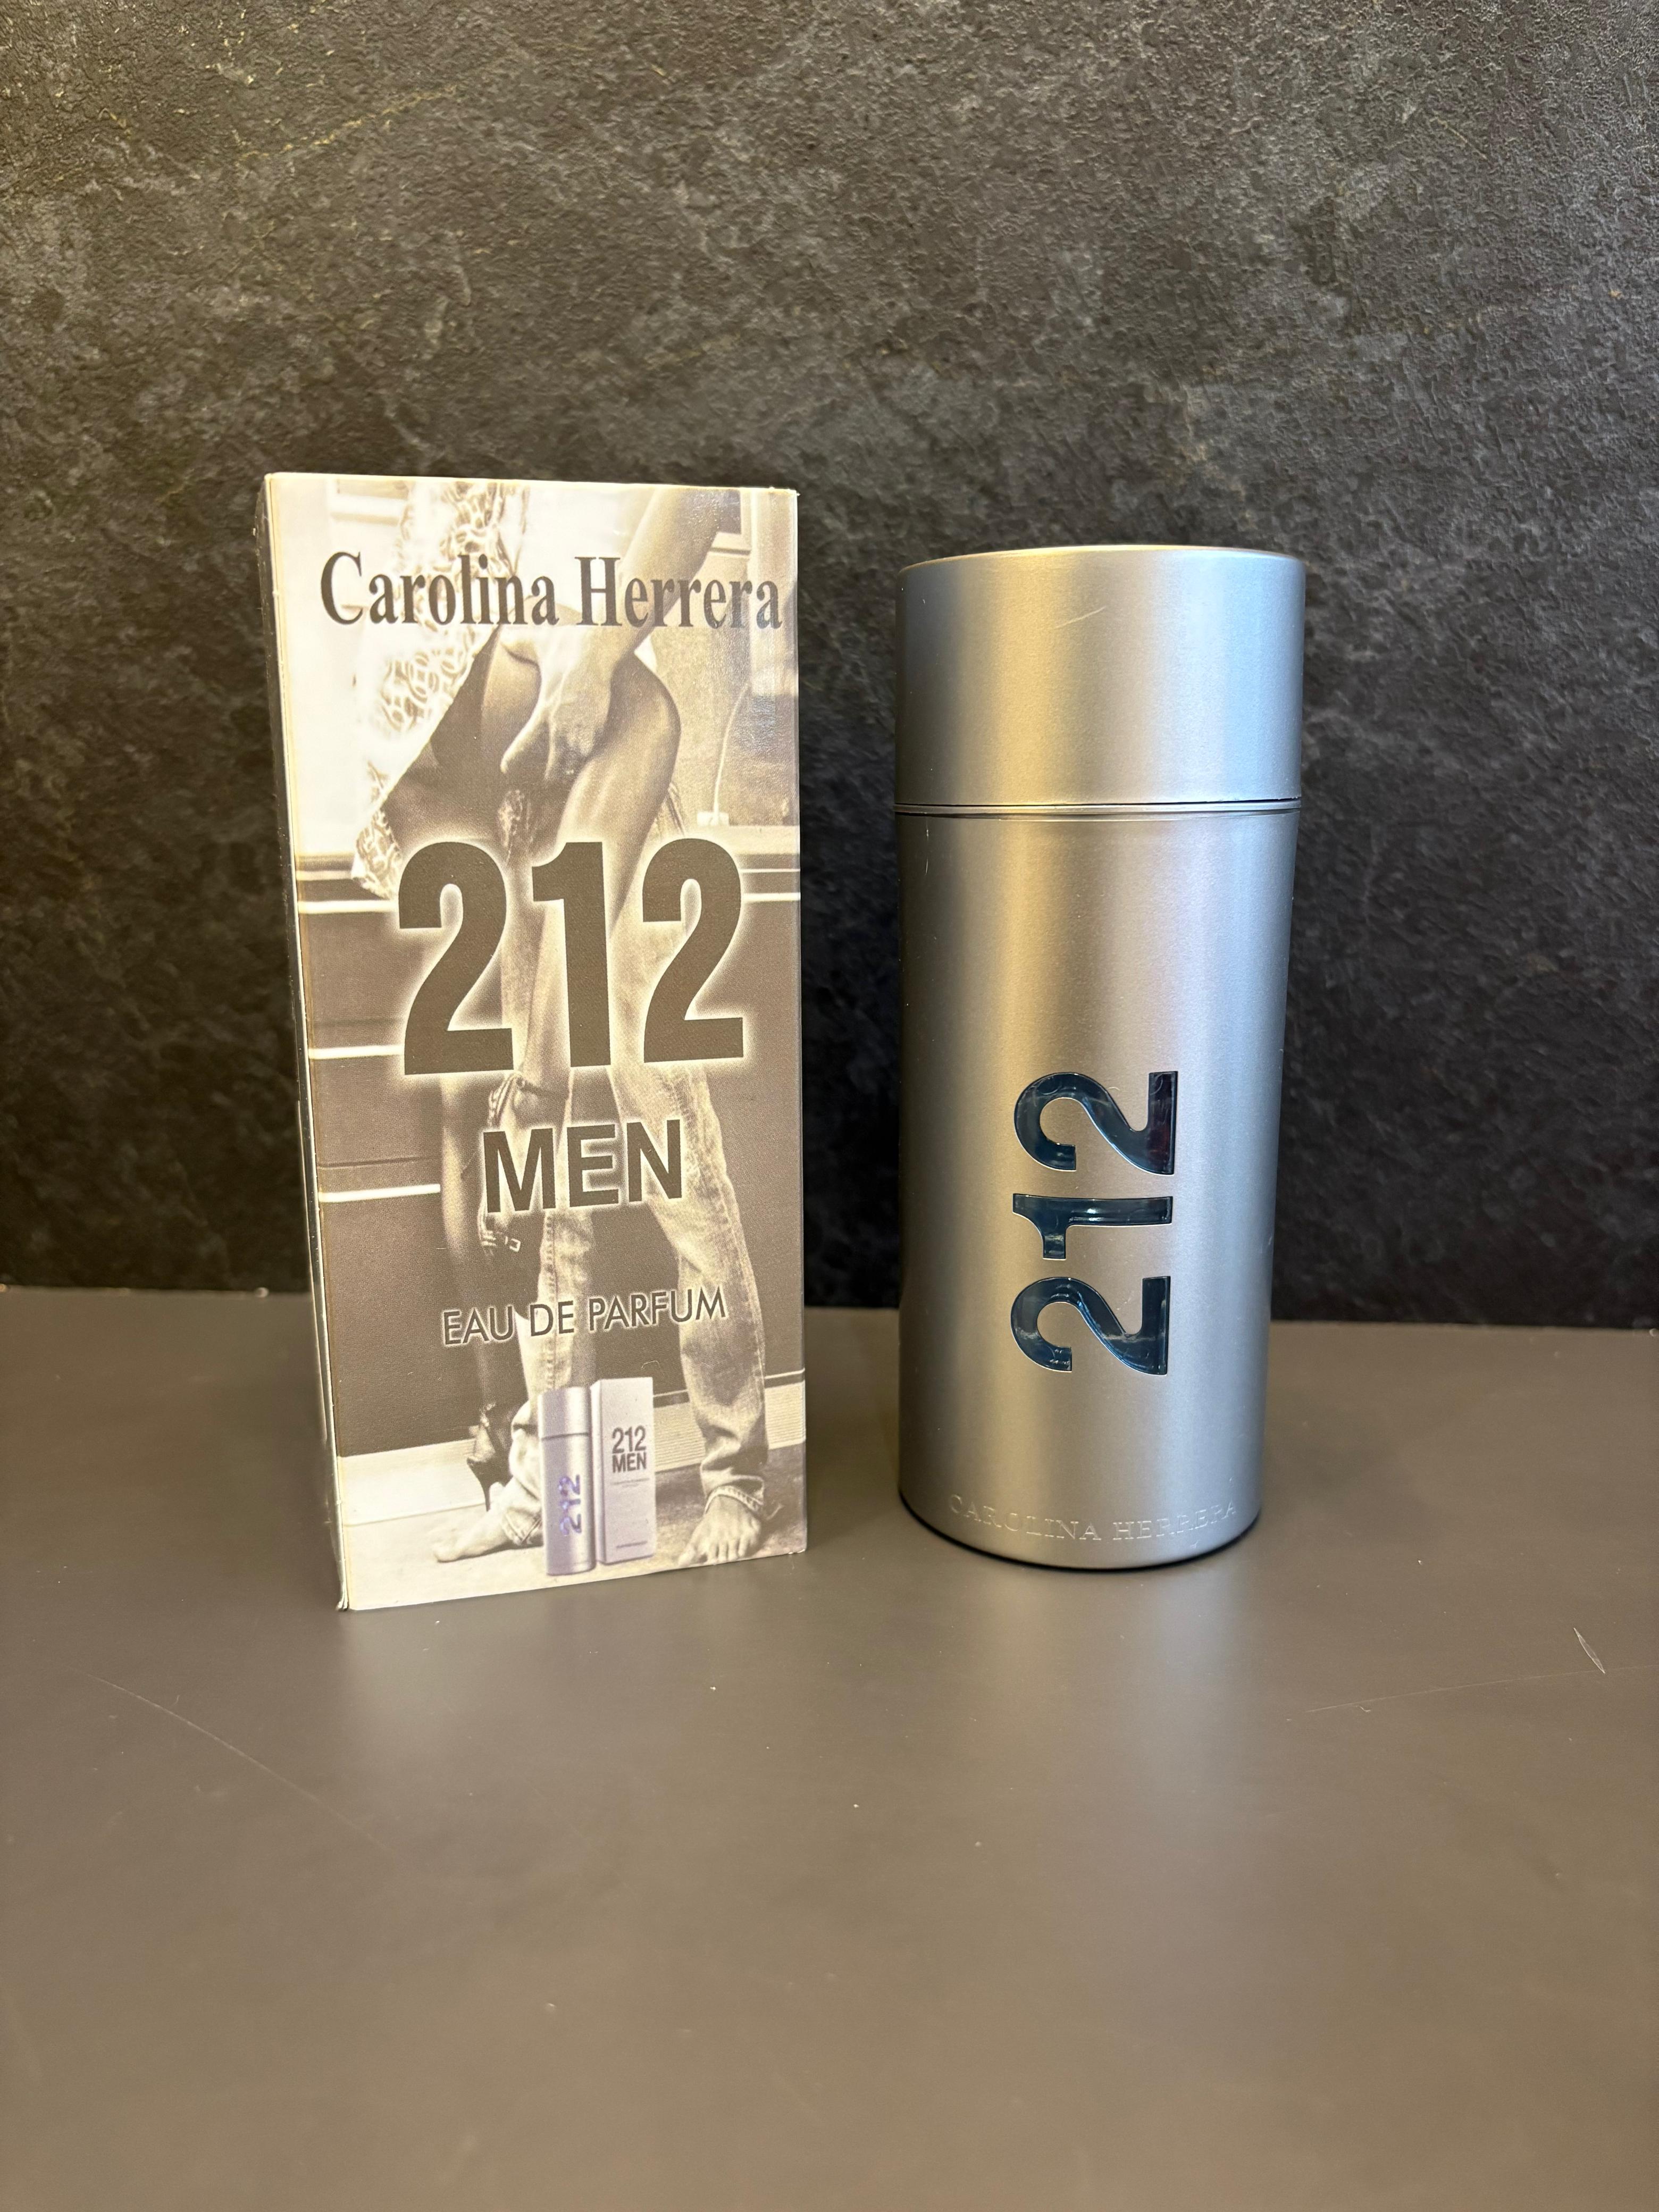 Carolina Herrera
212
MEN
EAU DE PARFUM
212
212
MEN
212
CAROLINA HERRERA